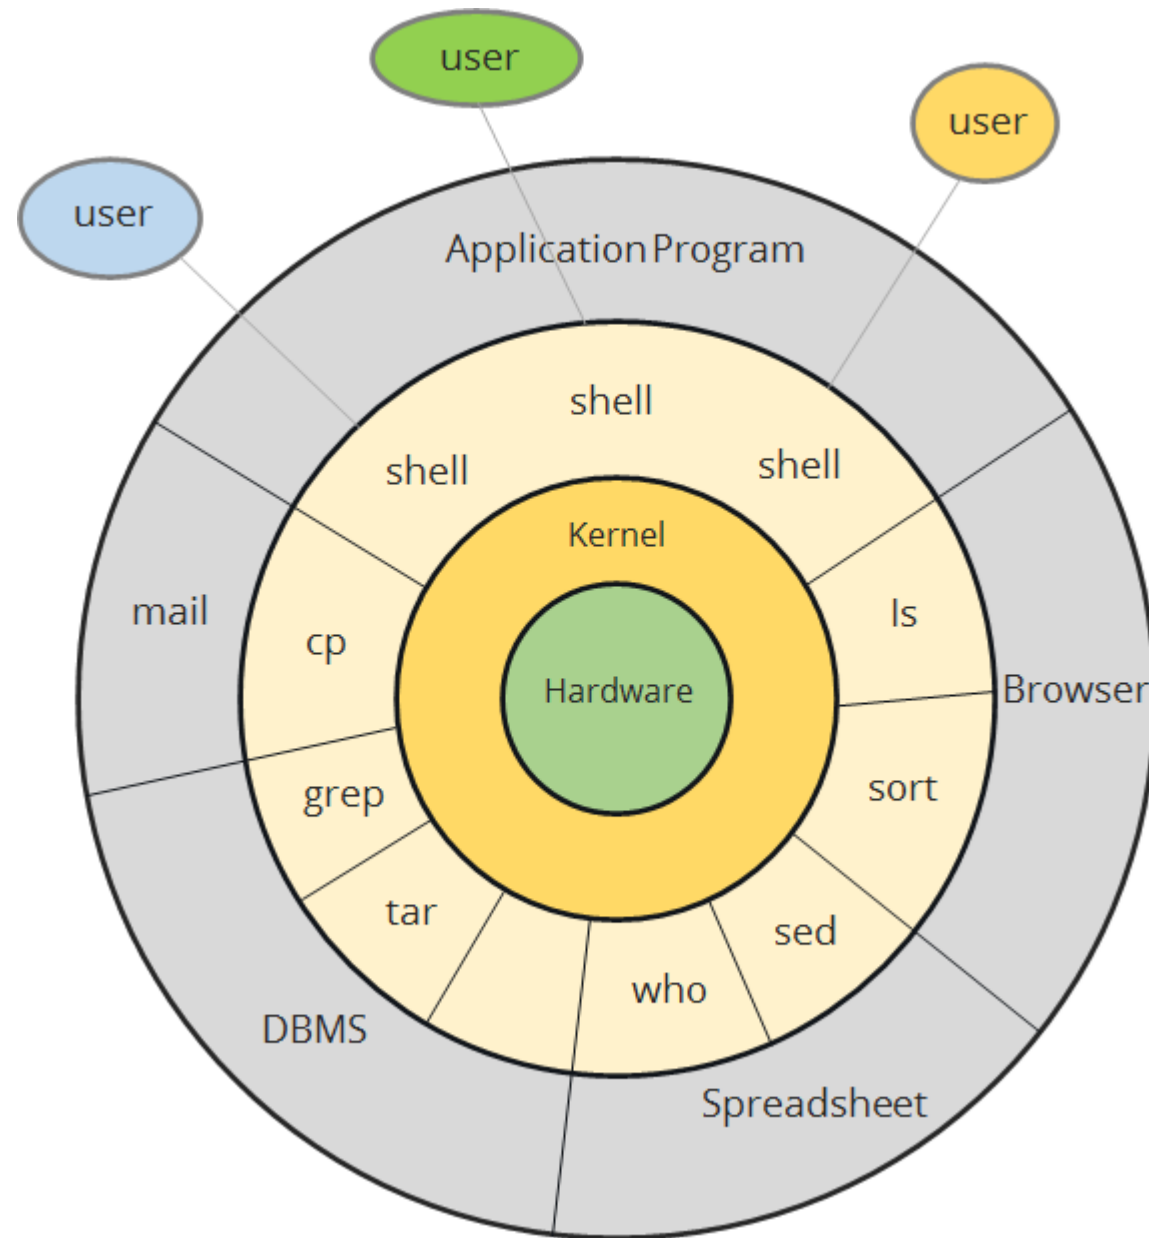 user
user
user
Application Program
shell
shell
shell
Kernel
mail
cp
ls
Hardware
Browser
grep
sort
tar
sed
who
DBMS
Spreadsheet